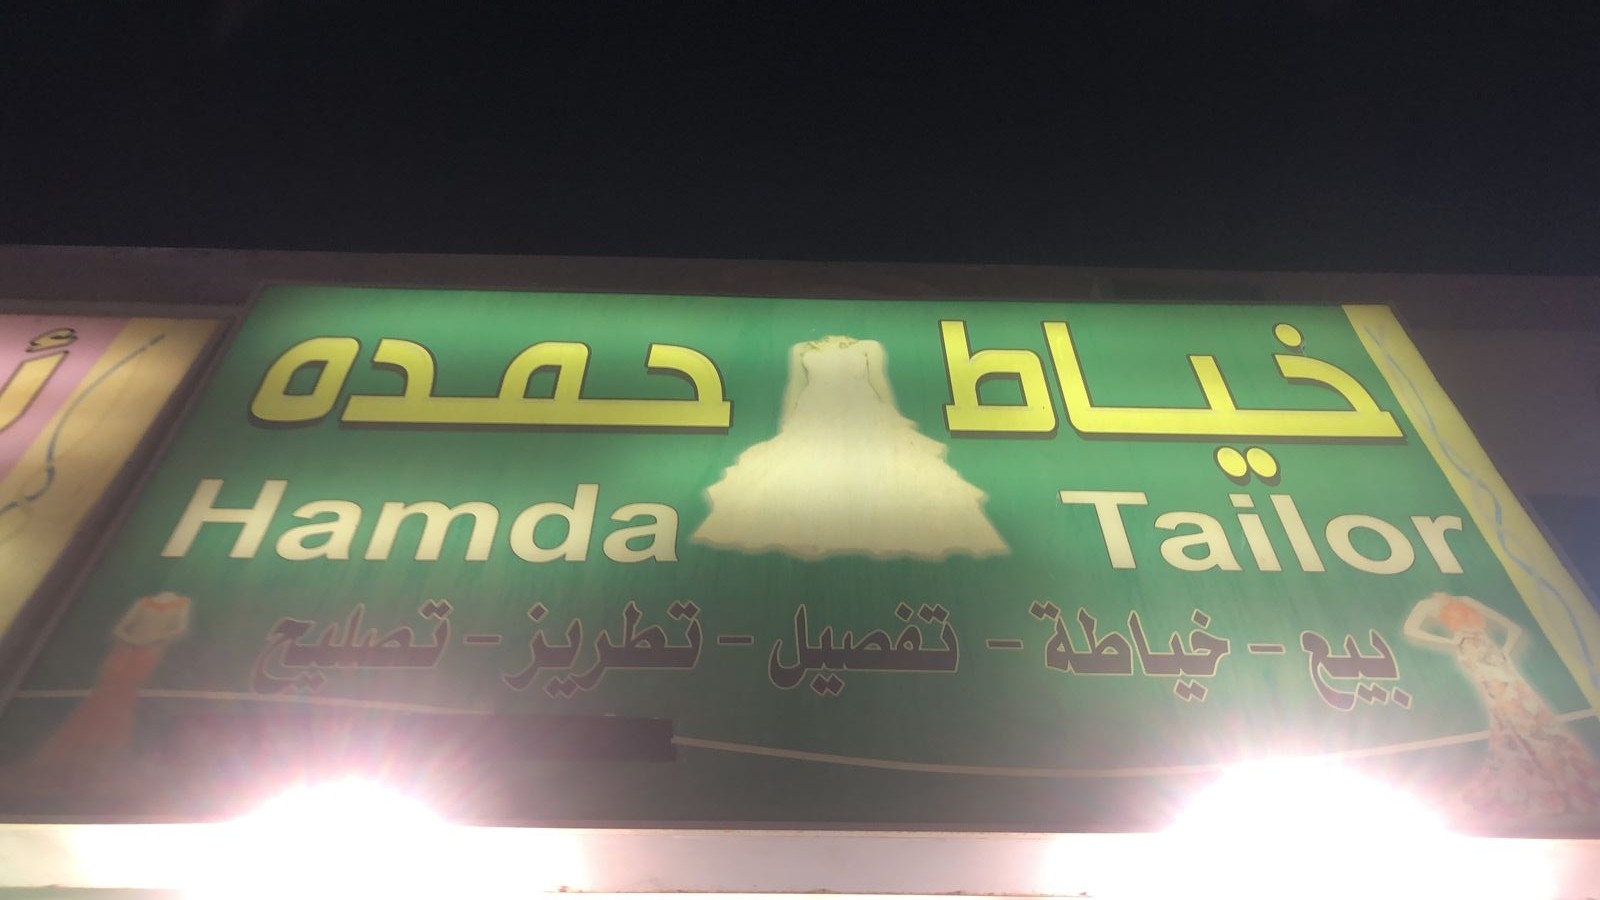 خياط حمده
Hamda Tailor
بيع - خياطة - تفصيل - تطريز - تصليح